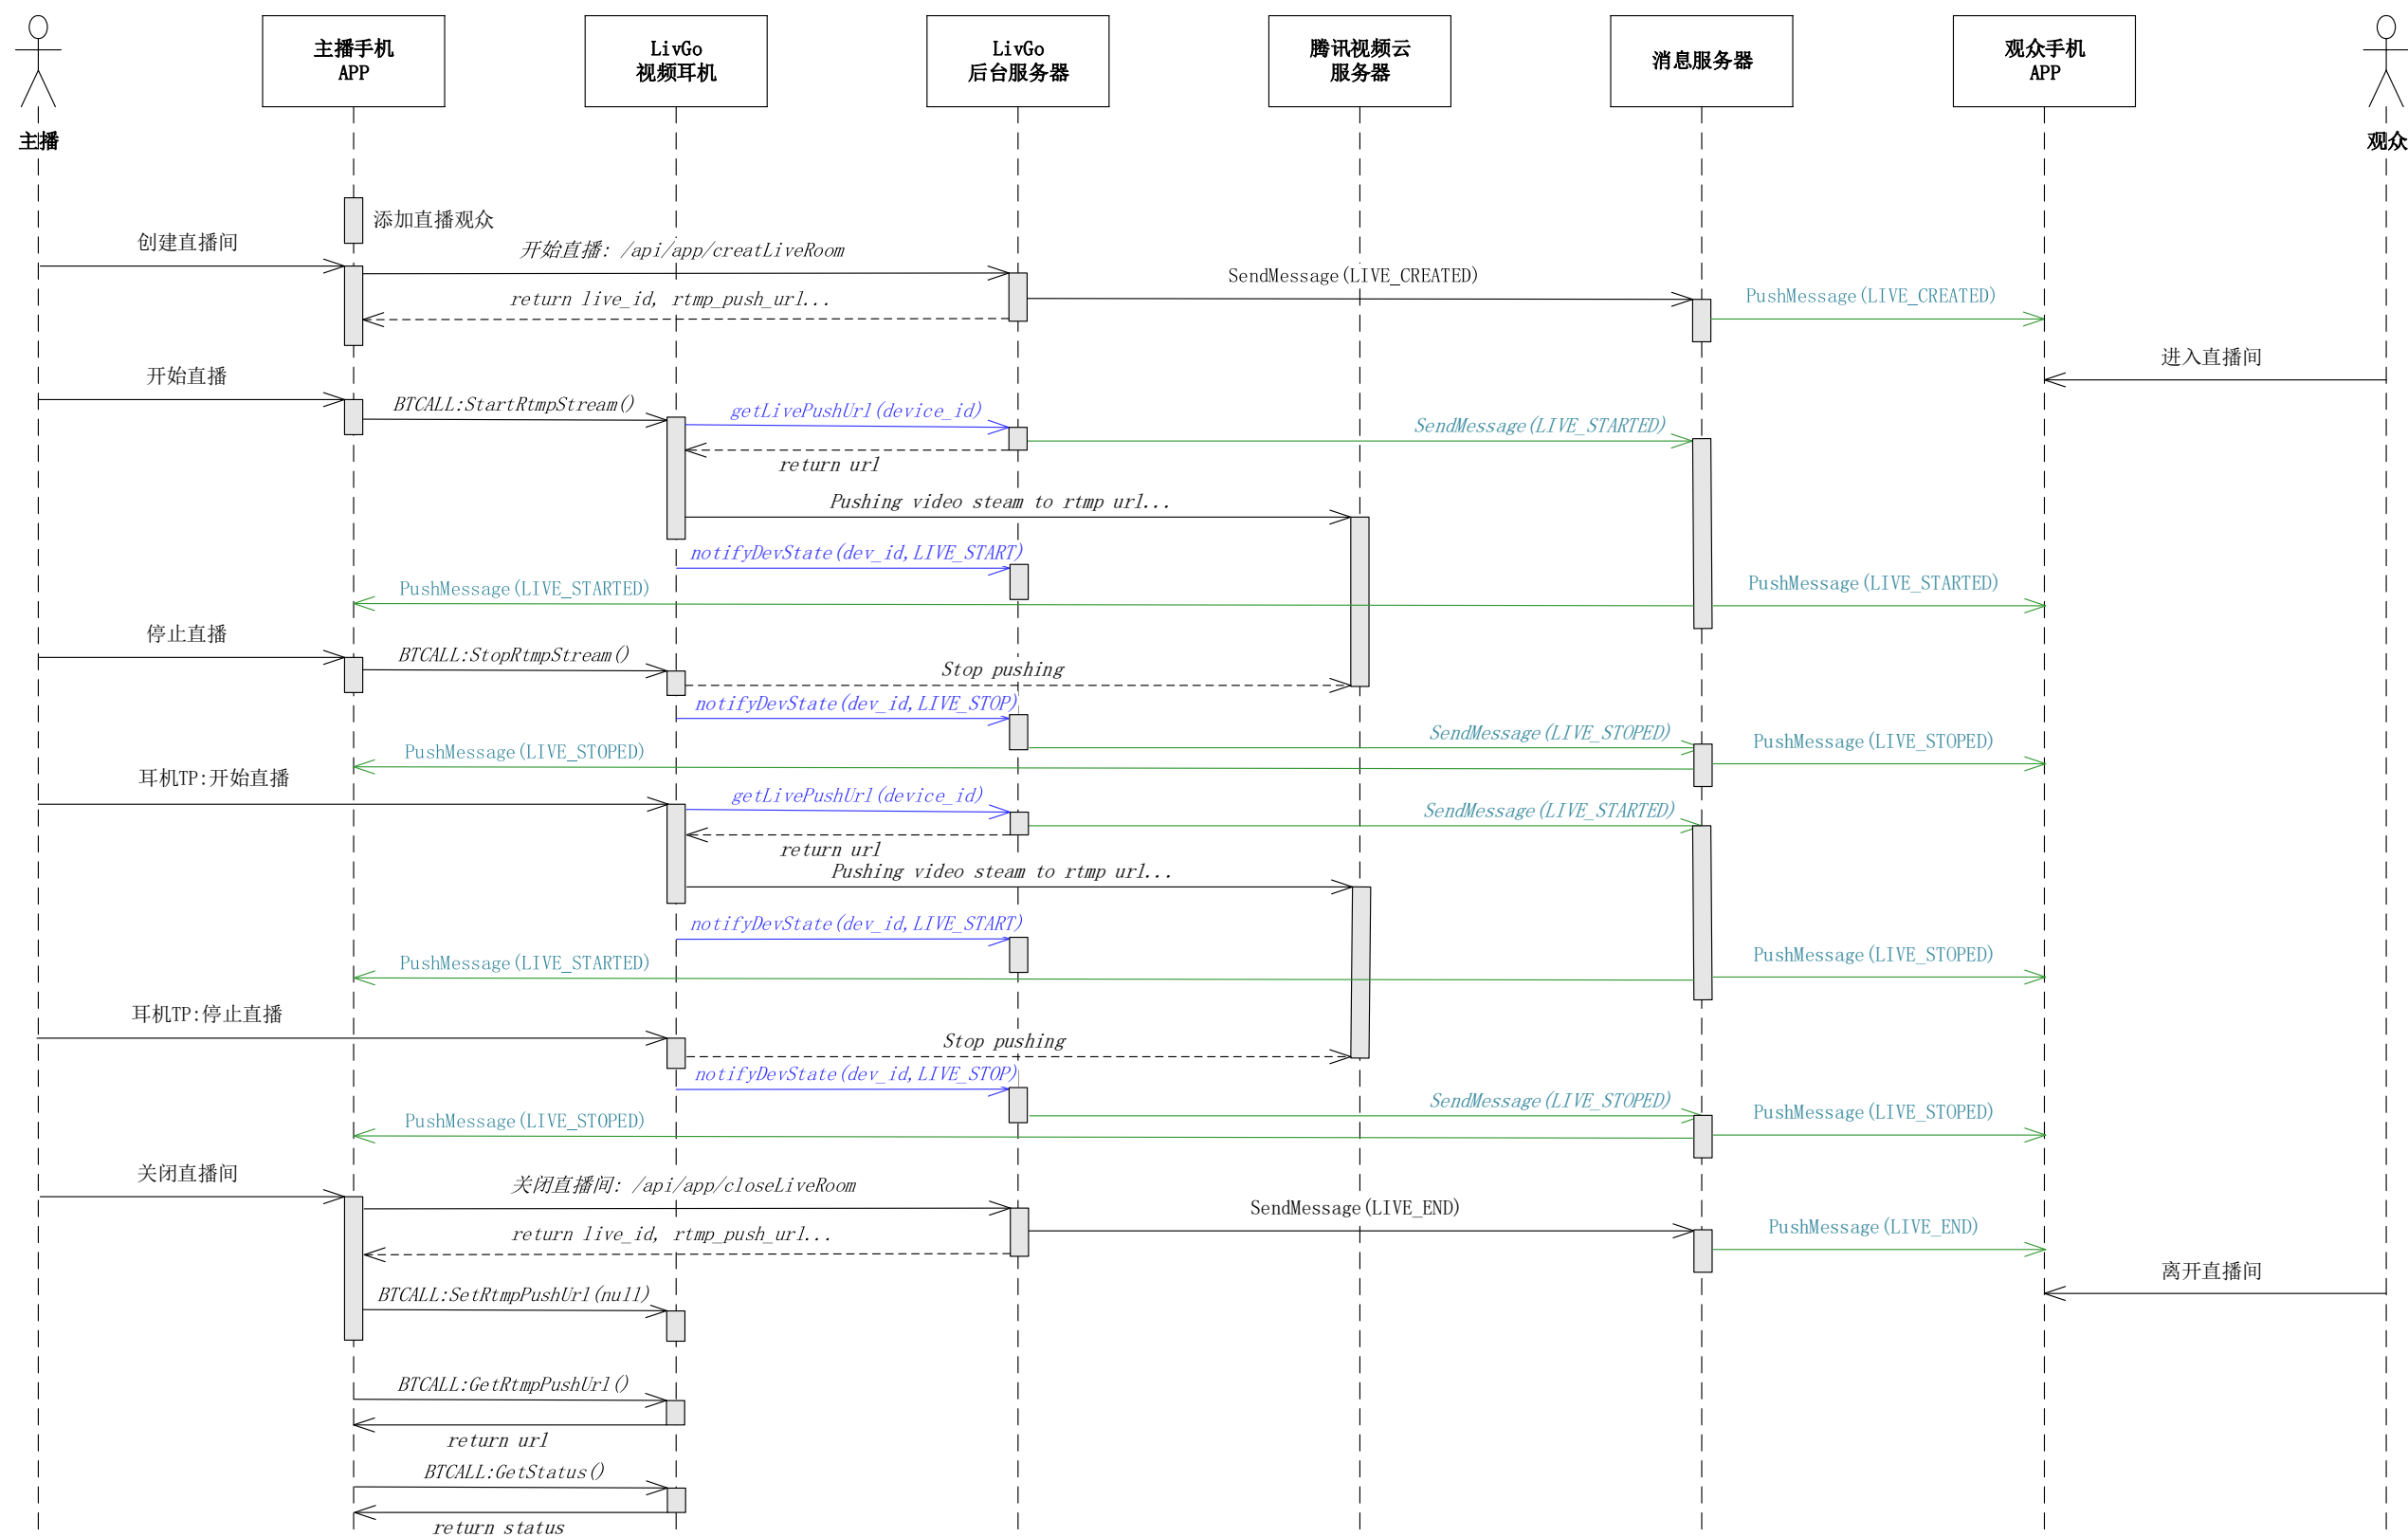 主播手机
APP
LivGo
视频耳机
LivGo
后台服务器
腾讯视频云
服务器
消息服务器
观众手机
APP
主播
观众
添加直播观众
创建直播间
开始直播: /api/app/creatLiveRoom
SendMessage(LIVE_CREATED)
return live_id, rtmp_push_url...
PushMessage(LIVE_CREATED)
进入直播间
开始直播
BTCALL:StartRtmpStream()
getLivePushUrl(device_id)
SendMessage(LIVE_STARTED)
return url
Pushing video steam to rtmp url...
notifyDevState(dev_id,LIVE_START)
PushMessage(LIVE_STARTED)
PushMessage(LIVE_STARTED)
停止直播
BTCALL:StopRtmpStream()
Stop pushing
notifyDevState(dev_id,LIVE_STOP)
SendMessage(LIVE_STOPED)
PushMessage(LIVE_STOPED)
PushMessage(LIVE_STOPED)
耳机TP:开始直播
getLivePushUrl(device_id)
SendMessage(LIVE_STARTED)
return url
Pushing video steam to rtmp url...
notifyDevState(dev_id,LIVE_START)
PushMessage(LIVE_STARTED)
PushMessage(LIVE_STOPED)
耳机TP:停止直播
Stop pushing
notifyDevState(dev_id,LIVE_STOP)
SendMessage(LIVE_STOPED)
PushMessage(LIVE_STOPED)
PushMessage(LIVE_STOPED)
关闭直播间
关闭直播间: /api/app/closeLiveRoom
SendMessage(LIVE_END)
return live_id, rtmp_push_url...
PushMessage(LIVE_END)
离开直播间
BTCALL:SetRtmpPushUrl(null)
BTCALL:GetRtmpPushUrl()
return url
BTCALL:GetStatus()
return status